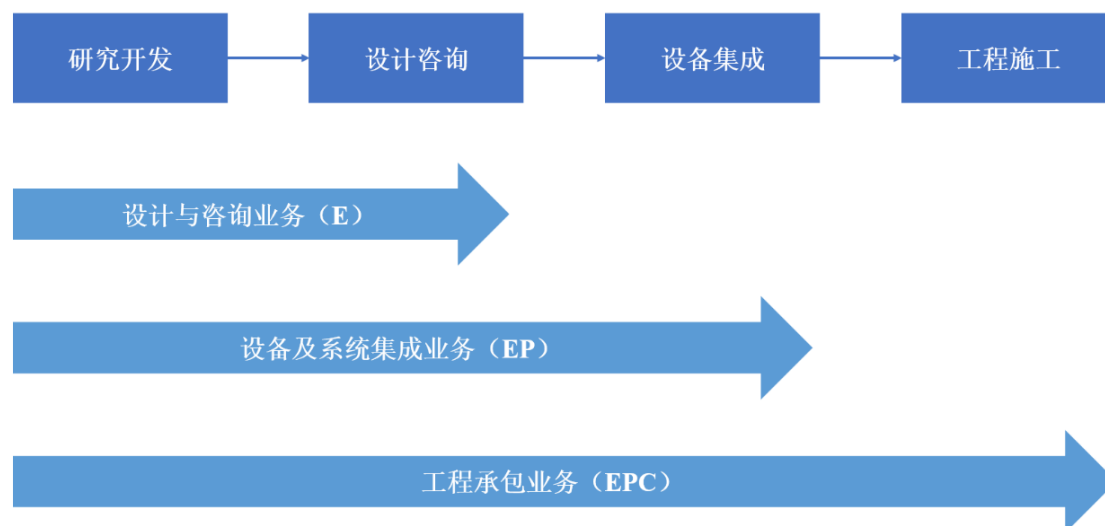 研究开发
设计咨询
设备集成
工程施工
设计与咨询业务（E）
设备及系统集成业务（EP）
工程承包业务（EPC）